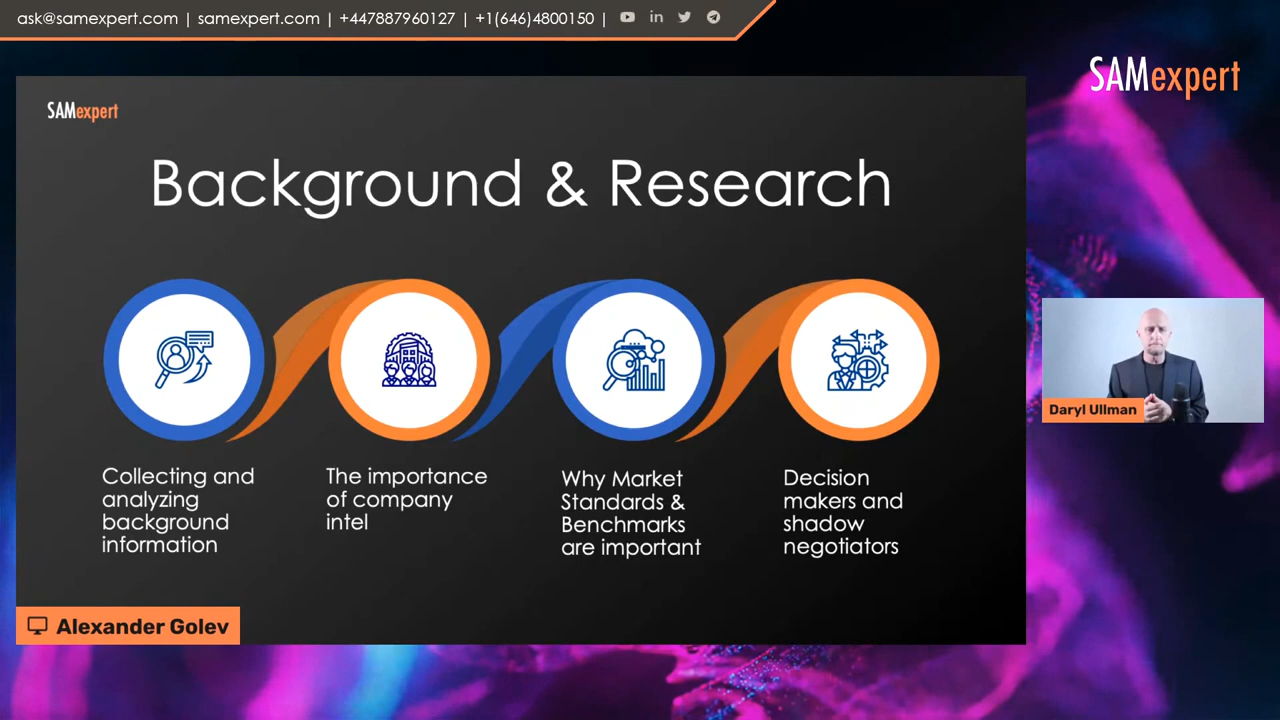 ask@samexpert.com | samexpert.com | +447887960127 | +1(646)4800150 |
SAMexpert
SAMexpert
Background & Research
Collecting and
analyzing
background
information
The importance
of company
intel
Why Market
Standards &
Benchmarks
are important
Decision
makers and
shadow
negotiators
Daryl Ullman
Alexander Golev